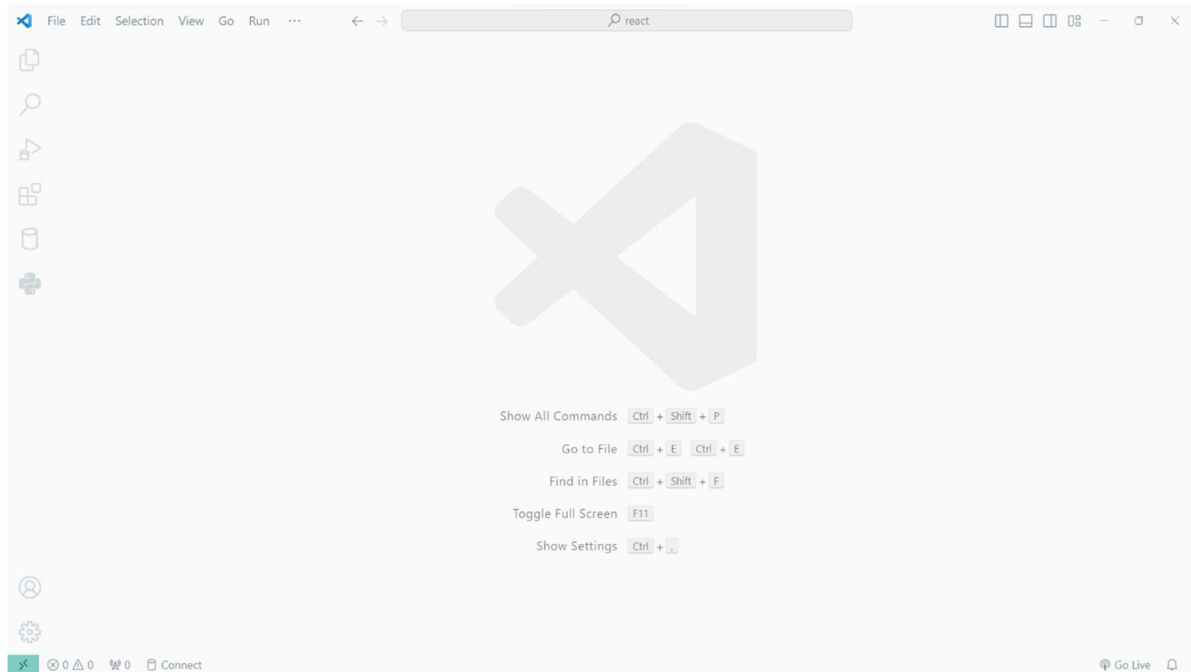 File Edit Selection View Go Run ···
react
Show All Commands Ctrl + Shift + P
Go to File Ctrl + E Ctrl + E
Find in Files Ctrl + Shift + F
Toggle Full Screen F11
Show Settings Ctrl + ,
0 0 0 Connect Go Live